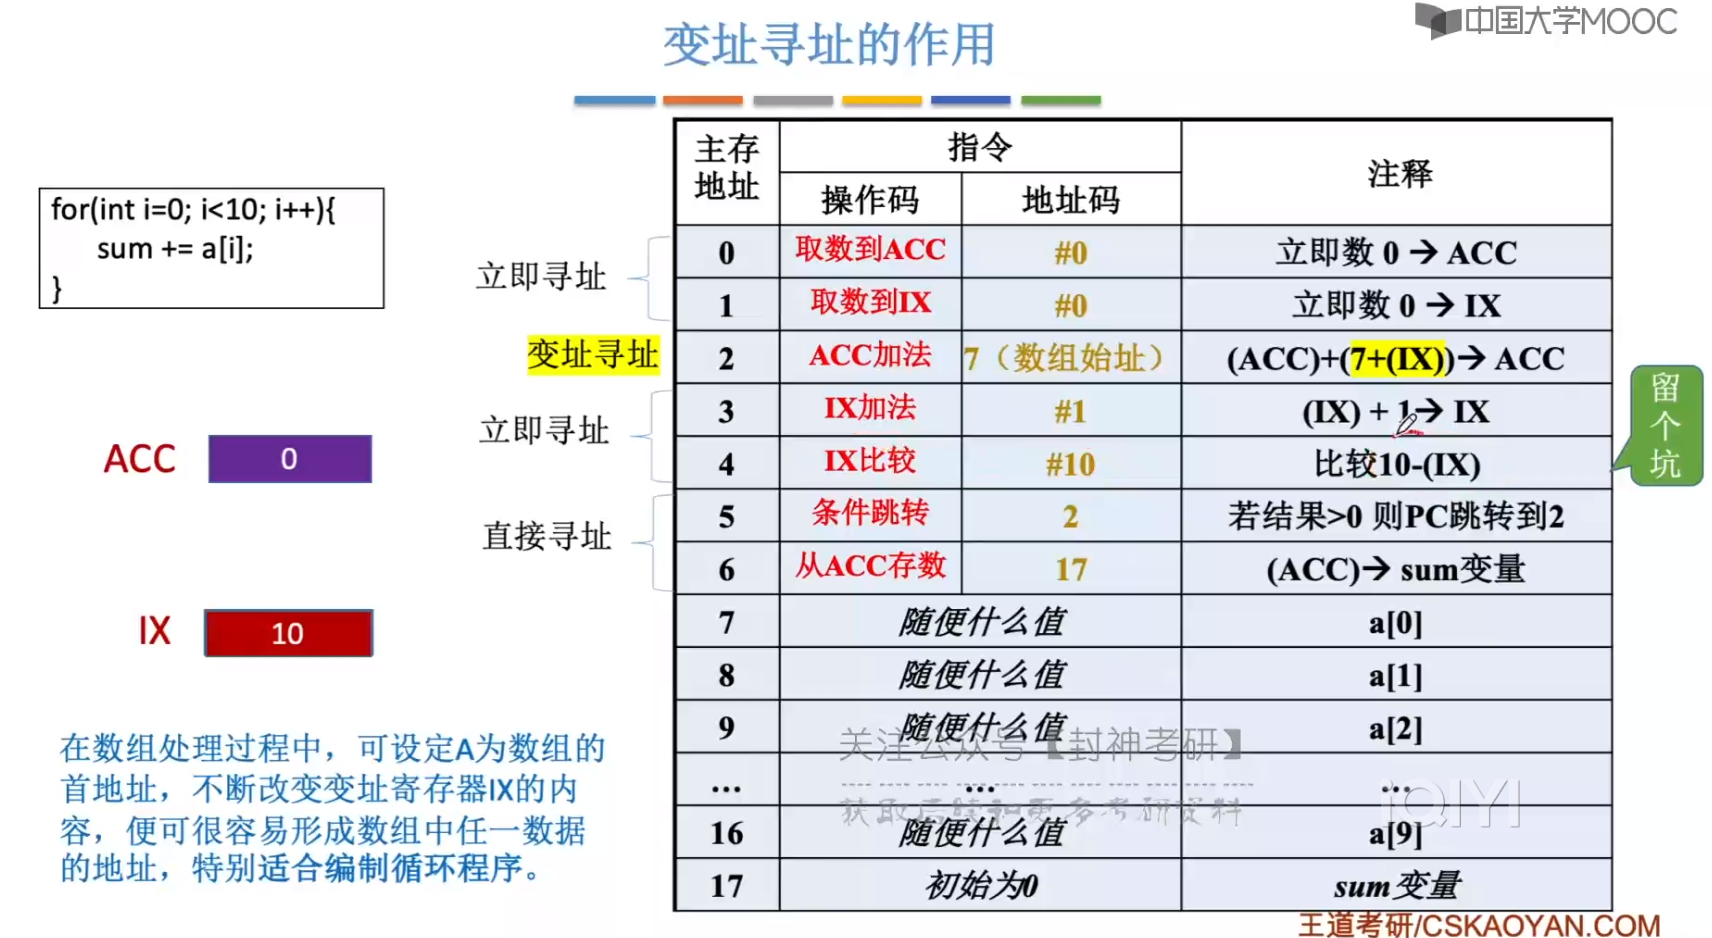 中国大学MOOC
变址寻址的作用
for(int i=0; i<10; i++){
sum += a[i];
}
立即寻址
变址寻址
立即寻址
直接寻址
ACC 0
IX 10
在数组处理过程中，可设定A为数组的
首地址，不断改变变址寄存器IX的内
容，便可很容易形成数组中任一数据
的地址，特别适合编制循环程序。
主存地址 指令 注释
操作码 地址码
0 取数到ACC #0 立即数 0 → ACC
1 取数到IX #0 立即数 0 → IX
2 ACC加法 7（数组始址） (ACC)+(7+(IX))→ ACC
3 IX加法 #1 (IX) + 1→ IX
4 IX比较 #10 比较10-(IX)
5 条件跳转 2 若结果>0 则PC跳转到2
6 从ACC存数 17 (ACC)→ sum变量
7 随便什么值 a[0]
8 随便什么值 a[1]
9 随便什么值 a[2]
... ... ...
16 随便什么值 a[9]
17 初始为0 sum变量
留个坑
关注公众号【封神考研】
获取后续和更多考研资料
iQIYI
王道考研/CSKAOYAN.COM